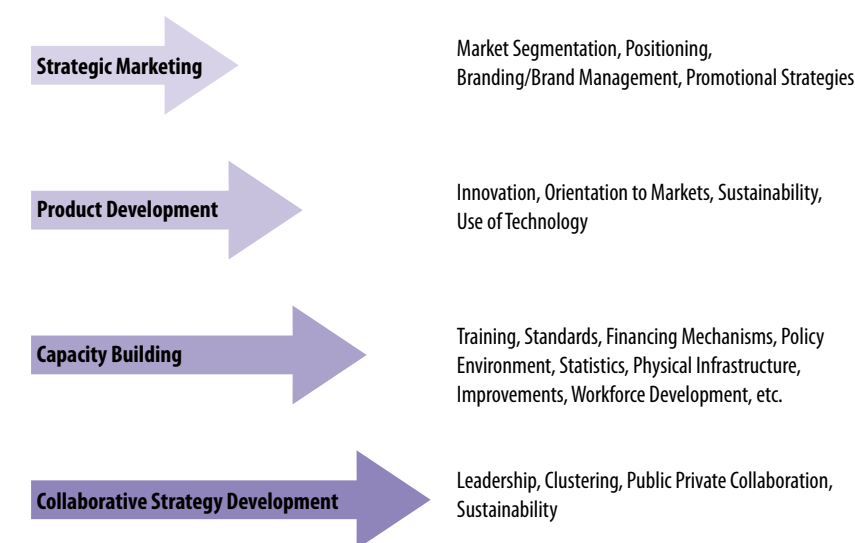 Strategic Marketing
Market Segmentation, Positioning,
Branding/Brand Management, Promotional Strategies
Product Development
Innovation, Orientation to Markets, Sustainability,
Use of Technology
Capacity Building
Training, Standards, Financing Mechanisms, Policy
Environment, Statistics, Physical Infrastructure,
Improvements, Workforce Development, etc.
Collaborative Strategy Development
Leadership, Clustering, Public Private Collaboration,
Sustainability